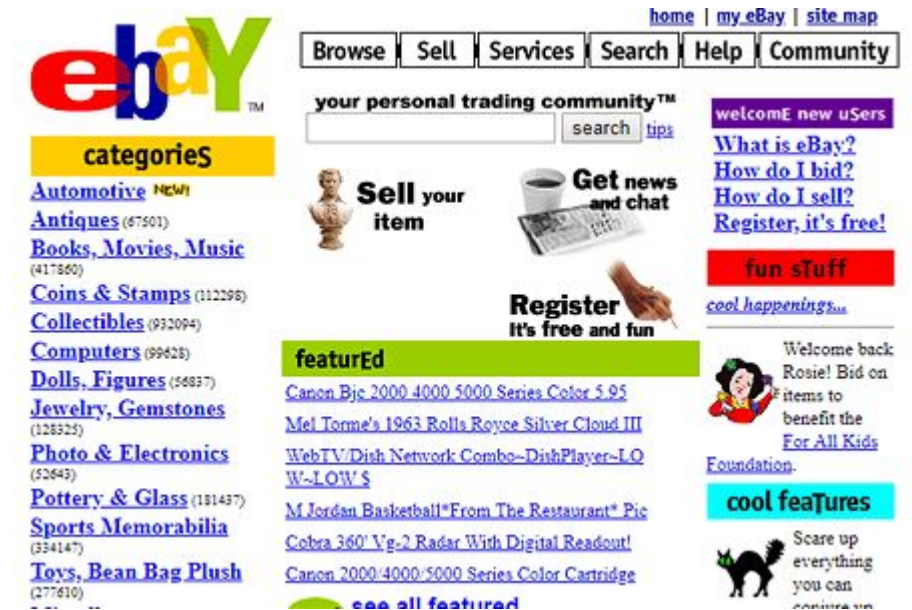 home | my eBay | site map
ebaY™
Browse Sell Services Search Help Community
your personal trading community™
search tips
categorieS
Automotive NEW!
Antiques (67501)
Books, Movies, Music
(417860)
Coins & Stamps (112298)
Collectibles (932094)
Computers (99628)
Dolls, Figures (56837)
Jewelry, Gemstones
(128325)
Photo & Electronics
(52643)
Pottery & Glass (181437)
Sports Memorabilia
(334147)
Toys, Bean Bag Plush
(277610)
Sell your
item
Get news
and chat
Register
It's free and fun
featurEd
Canon Bjc 2000 4000 5000 Series Color 5.95
Mel Torme's 1963 Rolls Royce Silver Cloud III
WebTV/Dish Network Combo~DishPlayer~LO
W~LOW $
M Jordan Basketball*From The Restaurant* Pic
Cobra 360' Vg-2 Radar With Digital Readout!
Canon 2000/4000/5000 Series Color Cartridge
see all featured
welcomE new uSers
What is eBay?
How do I bid?
How do I sell?
Register, it's free!
fun sTuff
cool happenings...
Welcome back
Rosie! Bid on
items to
benefit the
For All Kids
Foundation.
cool feaTures
Scare up
everything
you can
conjure up